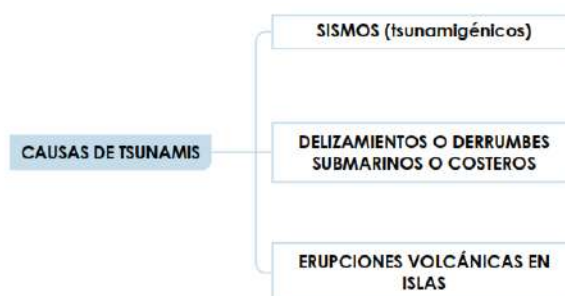 SISMOS (tsunamigénicos)
CAUSAS DE TSUNAMIS
DELIZAMIENTOS O DERRUMBES
SUBMARINOS O COSTEROS
ERUPCIONES VOLCÁNICAS EN
ISLAS